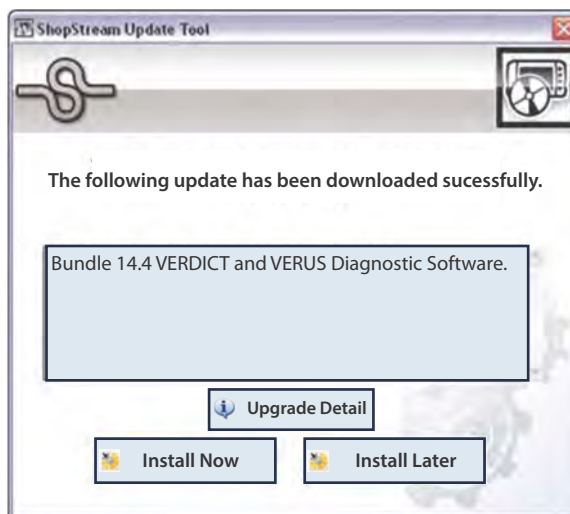 ShopStream Update Tool
The following update has been downloaded sucessfully.
Bundle 14.4 VERDICT and VERUS Diagnostic Software.
Upgrade Detail
Install Now
Install Later